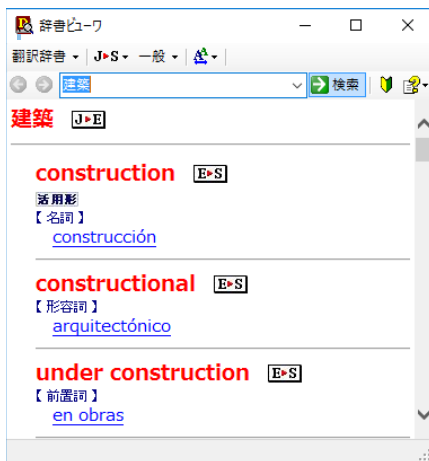 辞書ビューワ
翻訳辞書 J▸S 一般 A
建築 検索
建築 J▸E
construction E▸S
活用形
【 名詞 】
construcción
constructional E▸S
【 形容詞 】
arquitectónico
under construction E▸S
【 前置詞 】
en obras